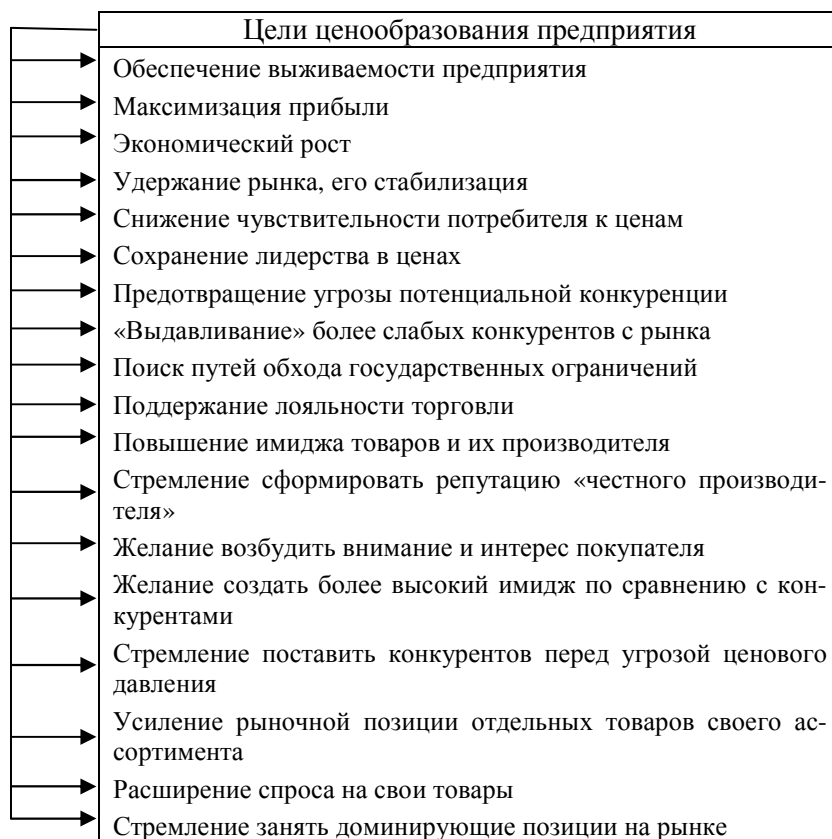 Цели ценообразования предприятия
Обеспечение выживаемости предприятия
Максимизация прибыли
Экономический рост
Удержание рынка, его стабилизация
Снижение чувствительности потребителя к ценам
Сохранение лидерства в ценах
Предотвращение угрозы потенциальной конкуренции
«Выдавливание» более слабых конкурентов с рынка
Поиск путей обхода государственных ограничений
Поддержание лояльности торговли
Повышение имиджа товаров и их производителя
Стремление сформировать репутацию «честного производи-
теля»
Желание возбудить внимание и интерес покупателя
Желание создать более высокий имидж по сравнению с кон-
курентами
Стремление поставить конкурентов перед угрозой ценового
давления
Усиление рыночной позиции отдельных товаров своего ас-
сортимента
Расширение спроса на свои товары
Стремление занять доминирующие позиции на рынке